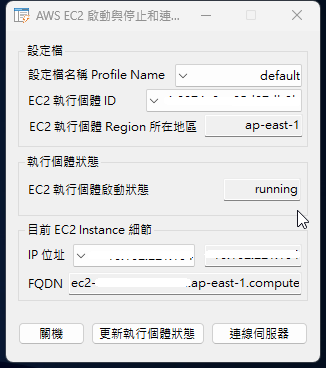 AWS EC2 啟動與停止和連...
設定檔
設定檔名稱 Profile Name default
EC2 執行個體 ID
EC2 執行個體 Region 所在地區 ap-east-1
執行個體狀態
EC2 執行個體啟動狀態 running
目前 EC2 Instance 細節
IP 位址
FQDN ec2- .ap-east-1.compute
關機 更新執行個體狀態 連線伺服器